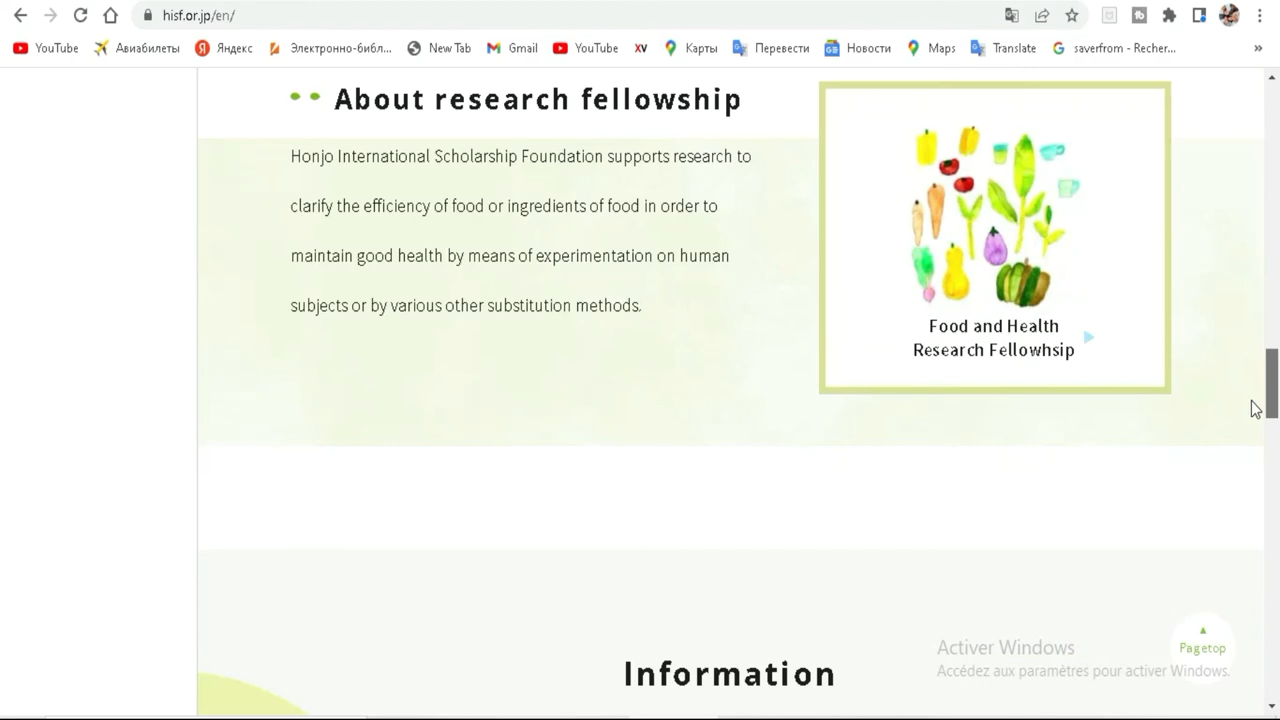 hisf.or.jp/en/
YouTube
Авиабилеты
Яндекс
Электронно-библ...
New Tab
Gmail
YouTube
XV
Карты
Перевести
Новости
Maps
Translate
saverfrom - Recher...
»
About research fellowship
Honjo International Scholarship Foundation supports research to
clarify the efficiency of food or ingredients of food in order to
maintain good health by means of experimentation on human
subjects or by various other substitution methods.
Food and Health
Research Fellowhsip
Information
Pagetop
Activer Windows
Accédez aux paramètres pour activer Windows.